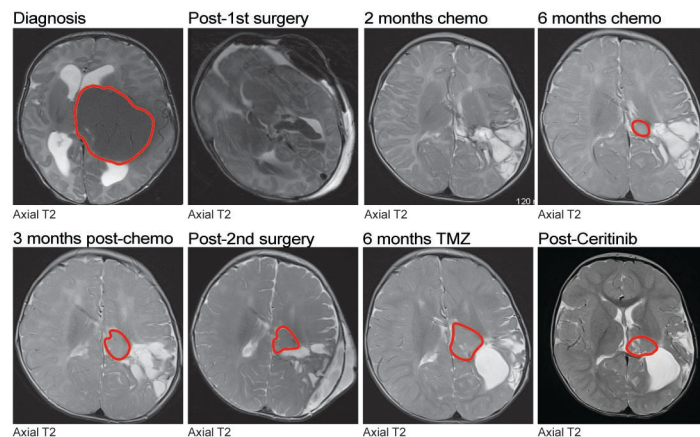 Diagnosis
Post-1st surgery
2 months chemo
6 months chemo
120
Axial T2
Axial T2
Axial T2
Axial T2
3 months post-chemo
Post-2nd surgery
6 months TMZ
Post-Ceritinib
Axial T2
Axial T2
Axial T2
Axial T2